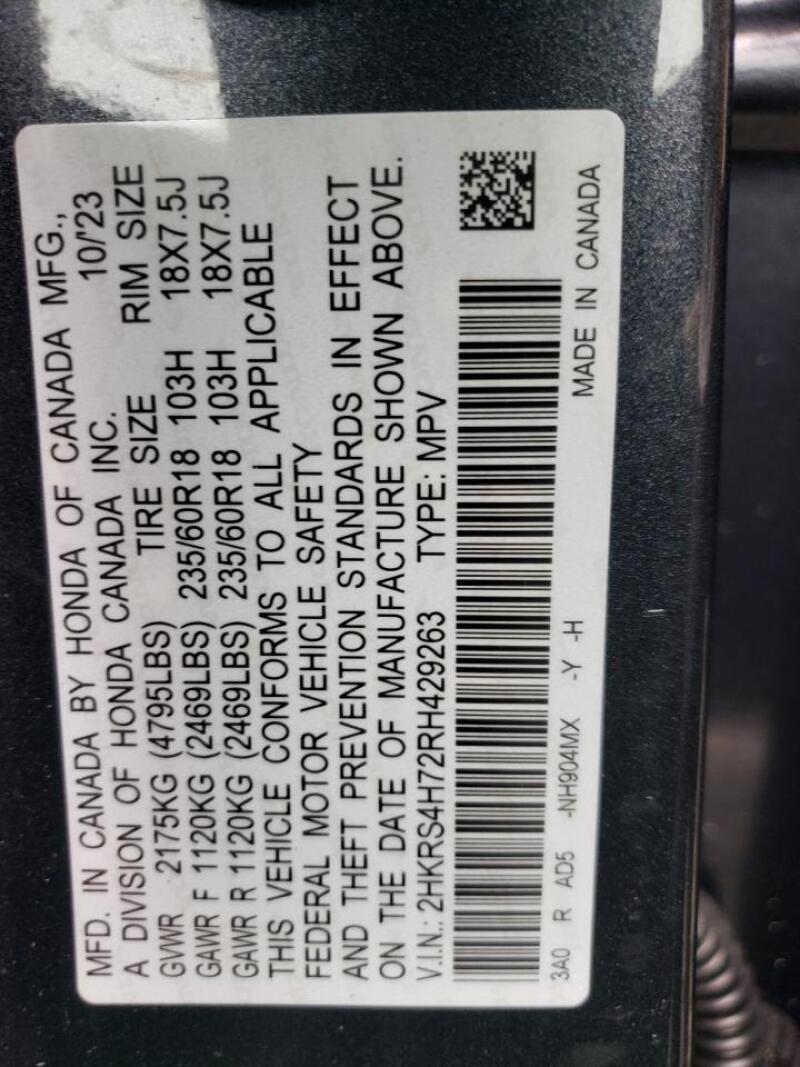 MFD. IN CANADA BY HONDA OF CANADA MFG.,
A DIVISION OF HONDA CANADA INC. 10/'23
GVWR 2175KG (4795LBS) TIRE SIZE RIM SIZE
GAWR F 1120KG (2469LBS) 235/60R18 103H 18X7.5J
GAWR R 1120KG (2469LBS) 235/60R18 103H 18X7.5J
THIS VEHICLE CONFORMS TO ALL APPLICABLE
FEDERAL MOTOR VEHICLE SAFETY
AND THEFT PREVENTION STANDARDS IN EFFECT
ON THE DATE OF MANUFACTURE SHOWN ABOVE.
V.I.N.: 2HKRS4H72RH429263 TYPE: MPV
3A0 R AD5 -NH904MX -Y -H MADE IN CANADA